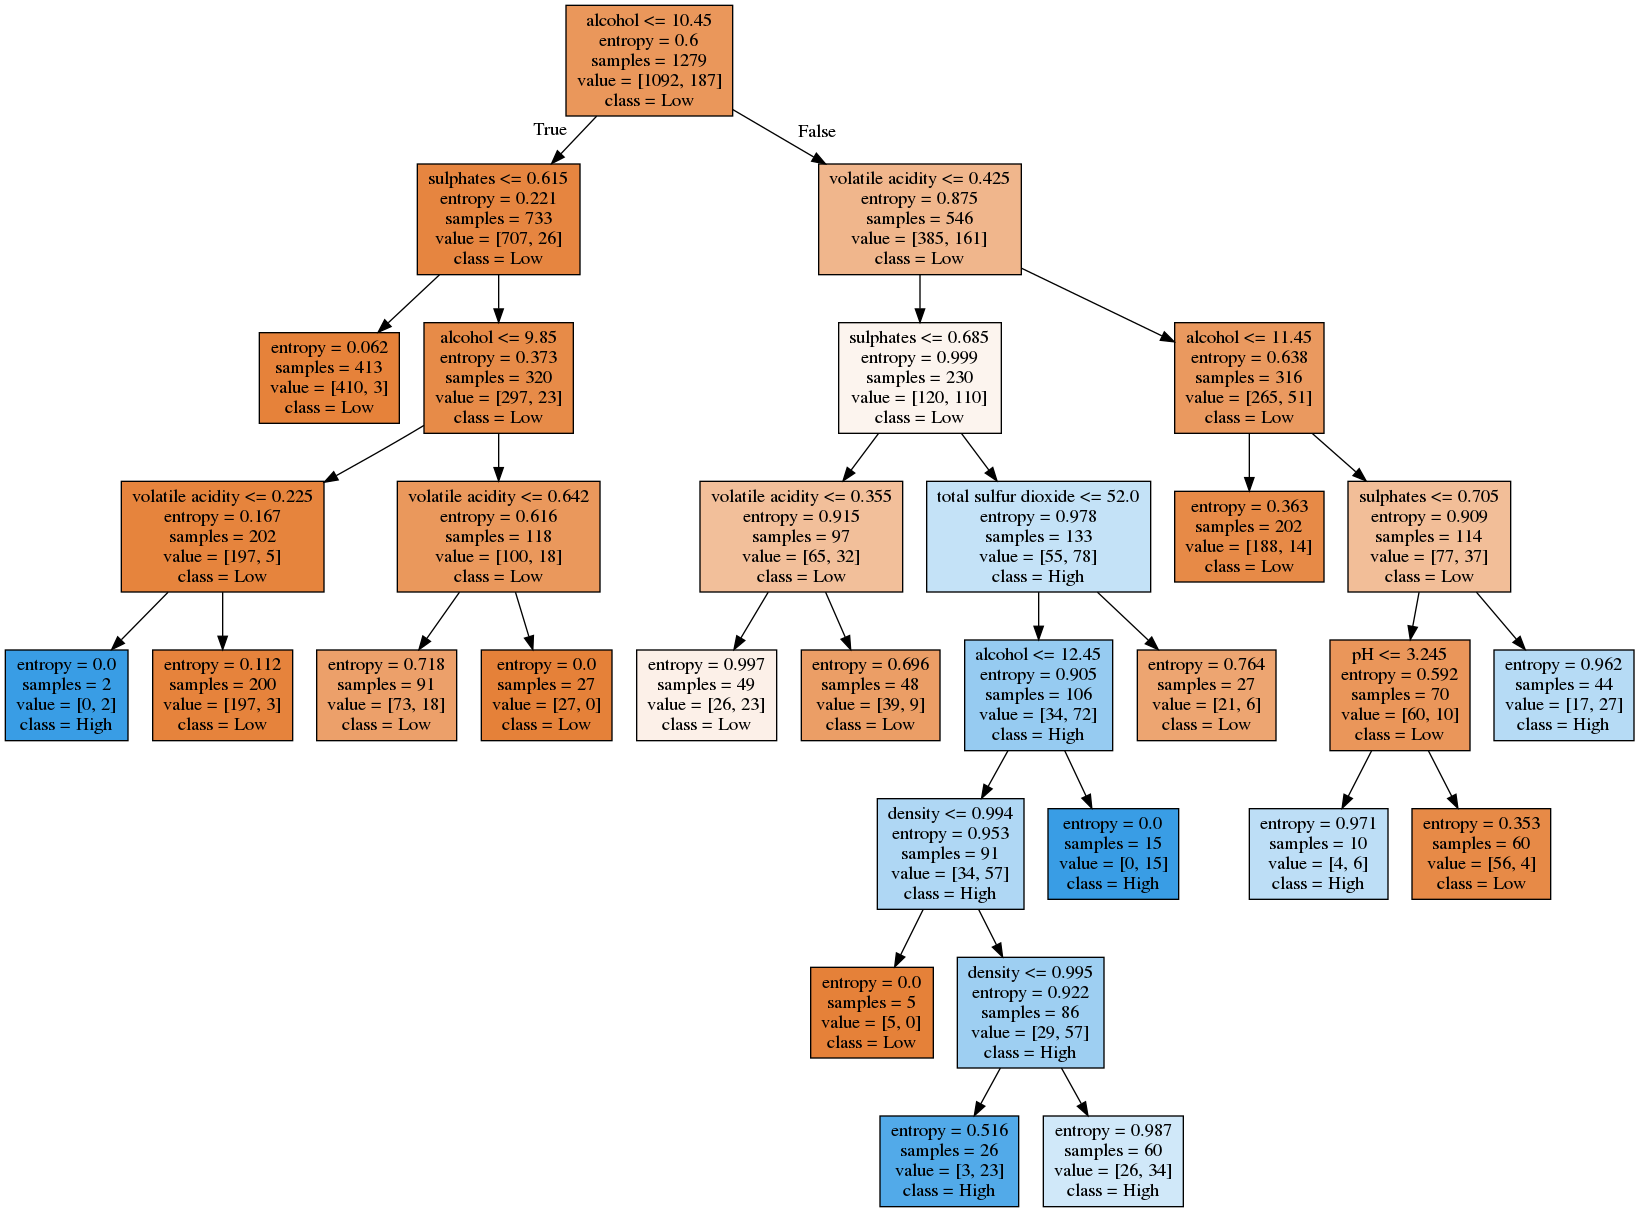 alcohol <= 10.45
entropy = 0.6
samples = 1279
value = [1092, 187]
class = Low
True
False
sulphates <= 0.615
entropy = 0.221
samples = 733
value = [707, 26]
class = Low
volatile acidity <= 0.425
entropy = 0.875
samples = 546
value = [385, 161]
class = Low
entropy = 0.062
samples = 413
value = [410, 3]
class = Low
alcohol <= 9.85
entropy = 0.373
samples = 320
value = [297, 23]
class = Low
sulphates <= 0.685
entropy = 0.999
samples = 230
value = [120, 110]
class = Low
alcohol <= 11.45
entropy = 0.638
samples = 316
value = [265, 51]
class = Low
volatile acidity <= 0.225
entropy = 0.167
samples = 202
value = [197, 5]
class = Low
volatile acidity <= 0.642
entropy = 0.616
samples = 118
value = [100, 18]
class = Low
volatile acidity <= 0.355
entropy = 0.915
samples = 97
value = [65, 32]
class = Low
total sulfur dioxide <= 52.0
entropy = 0.978
samples = 133
value = [55, 78]
class = High
entropy = 0.363
samples = 202
value = [188, 14]
class = Low
sulphates <= 0.705
entropy = 0.909
samples = 114
value = [77, 37]
class = Low
entropy = 0.0
samples = 2
value = [0, 2]
class = High
entropy = 0.112
samples = 200
value = [197, 3]
class = Low
entropy = 0.718
samples = 91
value = [73, 18]
class = Low
entropy = 0.0
samples = 27
value = [27, 0]
class = Low
entropy = 0.997
samples = 49
value = [26, 23]
class = Low
entropy = 0.696
samples = 48
value = [39, 9]
class = Low
alcohol <= 12.45
entropy = 0.905
samples = 106
value = [34, 72]
class = High
entropy = 0.764
samples = 27
value = [21, 6]
class = Low
pH <= 3.245
entropy = 0.592
samples = 70
value = [60, 10]
class = Low
entropy = 0.962
samples = 44
value = [17, 27]
class = High
density <= 0.994
entropy = 0.953
samples = 91
value = [34, 57]
class = High
entropy = 0.0
samples = 15
value = [0, 15]
class = High
entropy = 0.971
samples = 10
value = [4, 6]
class = High
entropy = 0.353
samples = 60
value = [56, 4]
class = Low
entropy = 0.0
samples = 5
value = [5, 0]
class = Low
density <= 0.995
entropy = 0.922
samples = 86
value = [29, 57]
class = High
entropy = 0.516
samples = 26
value = [3, 23]
class = High
entropy = 0.987
samples = 60
value = [26, 34]
class = High